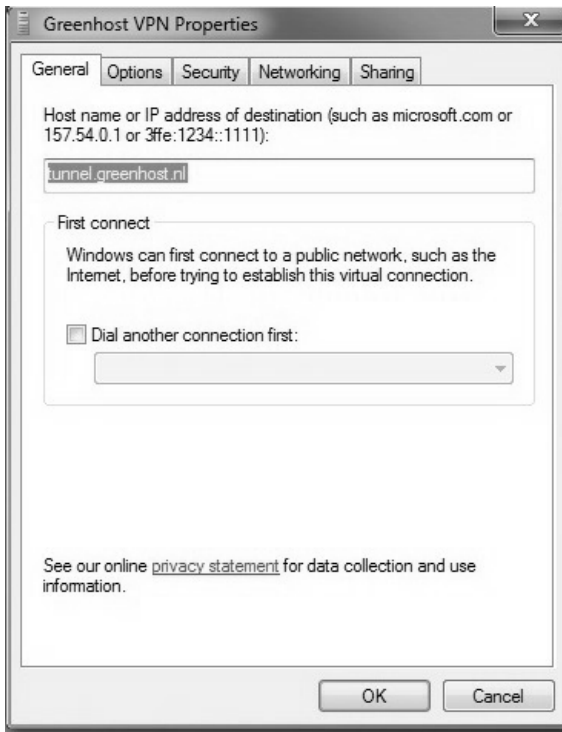 Greenhost VPN Properties
General Options Security Networking Sharing
Host name or IP address of destination (such as microsoft.com or
157.54.0.1 or 3ffe:1234::1111):
tunnel.greenhost.nl
First connect
Windows can first connect to a public network, such as the
Internet, before trying to establish this virtual connection.
Dial another connection first:
See our online privacy statement for data collection and use
information.
OK Cancel